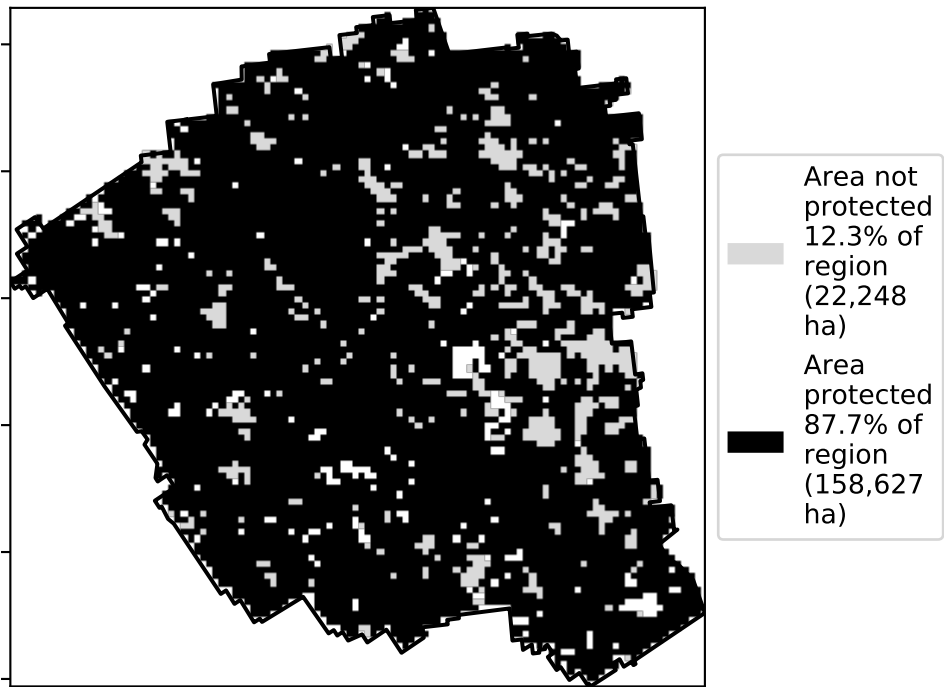 Area not
protected
12.3% of
region
(22,248
ha)
Area
protected
87.7% of
region
(158,627
ha)